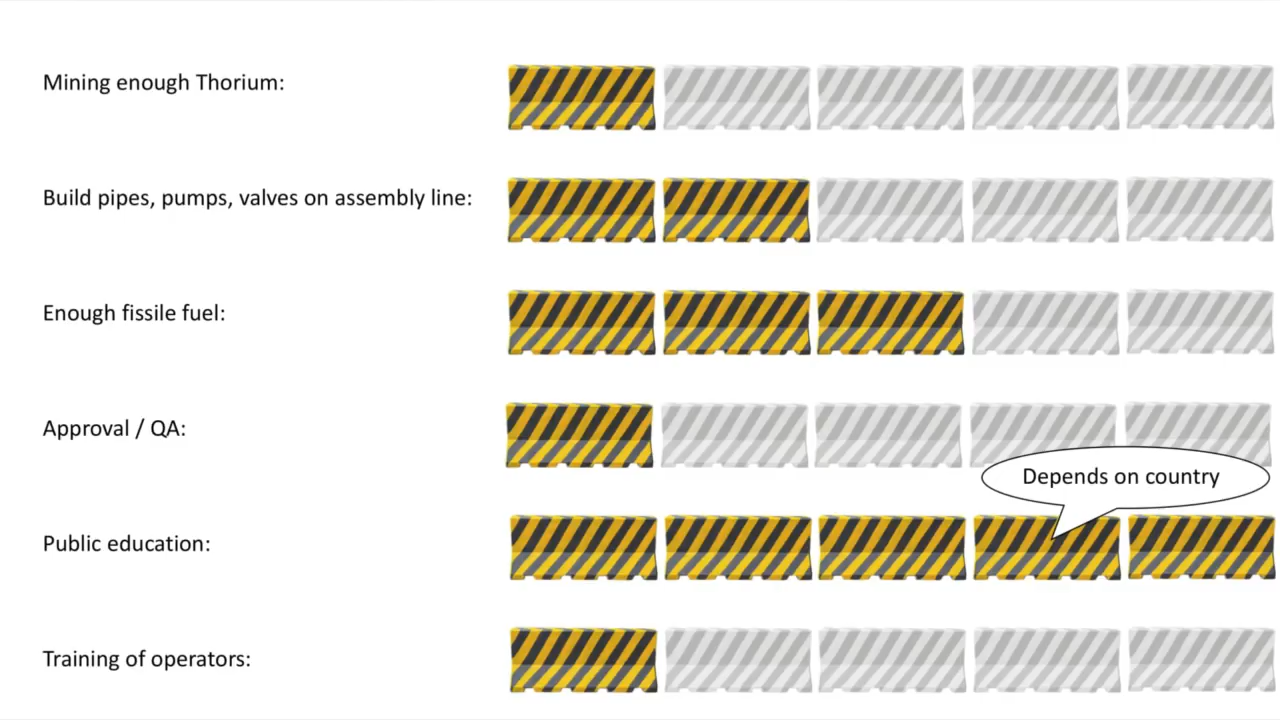 Mining enough Thorium:
Build pipes, pumps, valves on assembly line:
Enough fissile fuel:
Approval / QA:
Depends on country
Public education:
Training of operators: